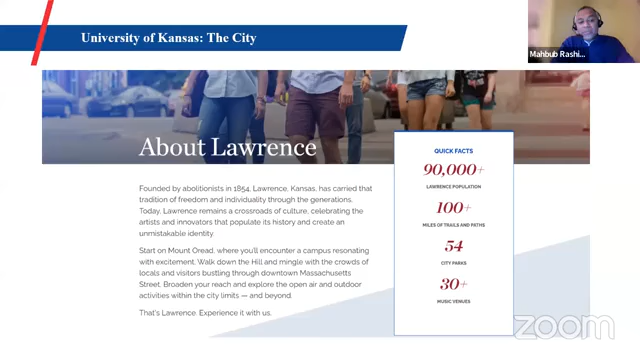 University of Kansas: The City
Mahbub Rashi...
About Lawrence
Founded by abolitionists in 1854, Lawrence, Kansas, has carried that
tradition of freedom and individuality through the generations.
Today, Lawrence remains a crossroads of culture, celebrating the
artists and innovators that populate its history and create an
unmistakable identity.
Start on Mount Oread, where you'll encounter a campus resonating
with excitement. Walk down the Hill and mingle with the crowds of
locals and visitors bustling through downtown Massachusetts
Street. Broaden your reach and explore the open air and outdoor
activities within the city limits — and beyond.
That's Lawrence. Experience it with us.
QUICK FACTS
90,000+
LAWRENCE POPULATION
100+
MILES OF TRAILS AND PATHS
54
CITY PARKS
30+
MUSIC VENUES
zoom